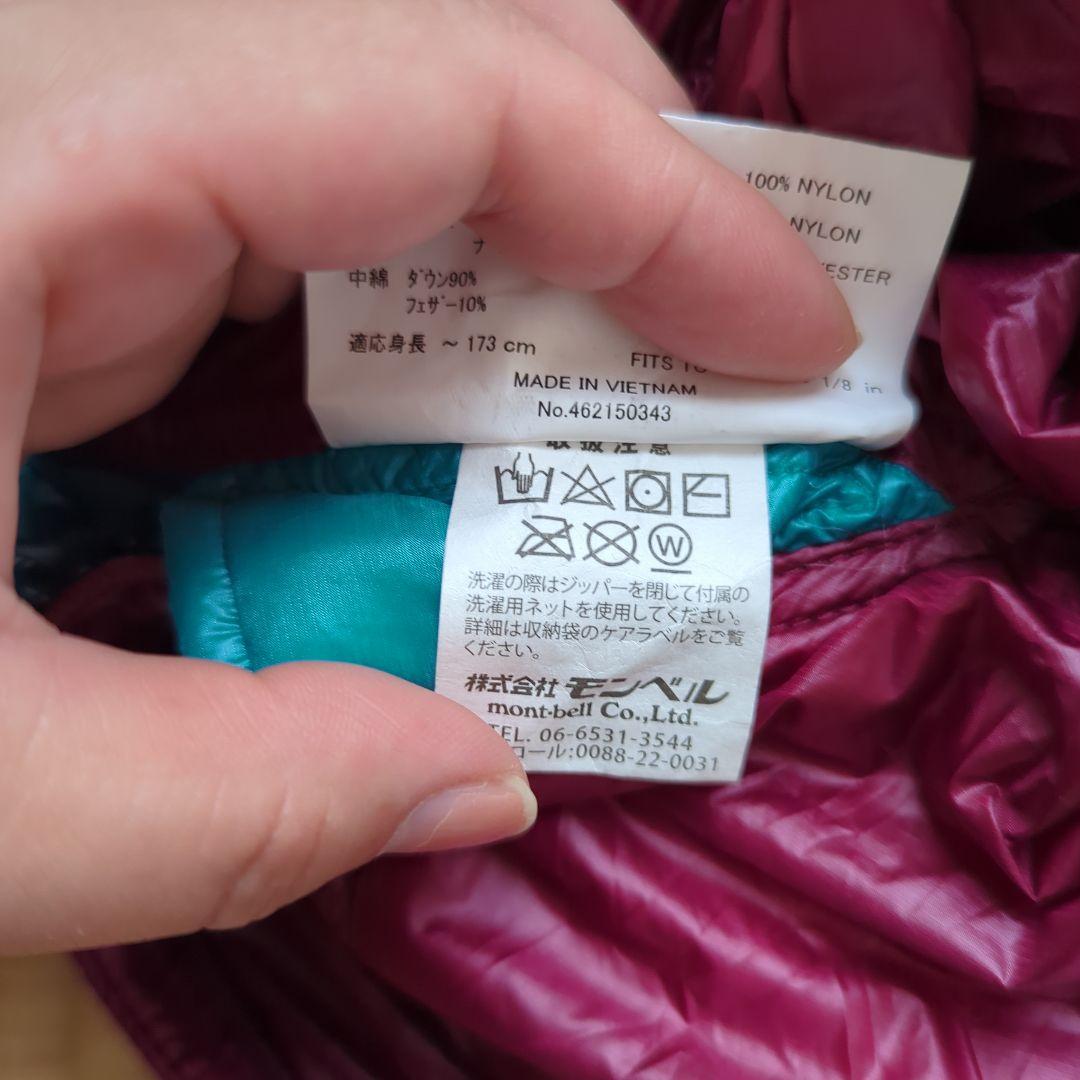 100% NYLON
NYLON
ナ
YESTER
中綿 ダウン90%
フェザー10%
適応身長 ～173cm FITS TO 1/8 in
MADE IN VIETNAM
No.462150343
取扱注意
W
洗濯の際はジッパーを閉じて付属の
洗濯用ネットを使用してください。
詳細は収納袋のケアラベルをご覧
ください。
株式会社 モンベル
mont-bell Co.,Ltd.
TEL. 06-6531-3544
コール:0088-22-0031